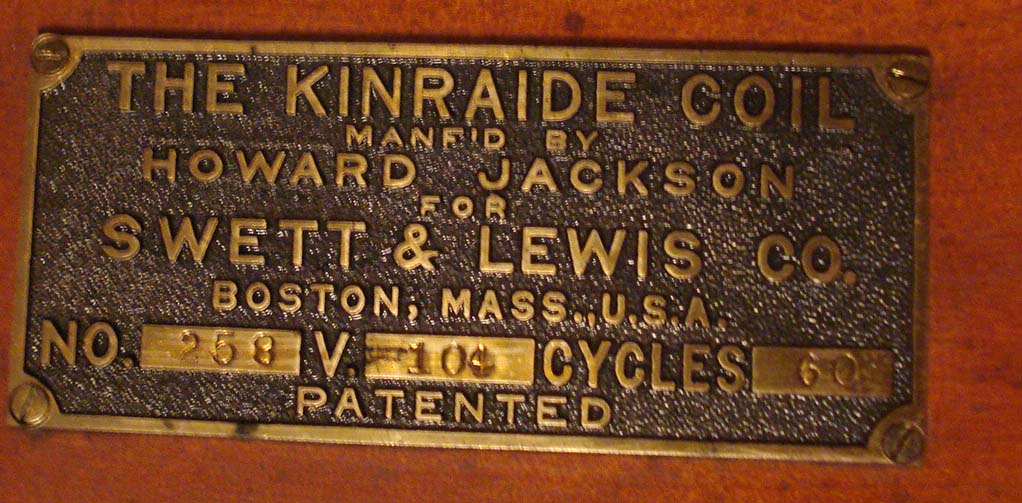 THE KINRAIDE COIL
MANF'D BY
HOWARD JACKSON
FOR
SWETT & LEWIS CO.
BOSTON, MASS., U.S.A.
NO. 258 V. 104 CYCLES 60
PATENTED